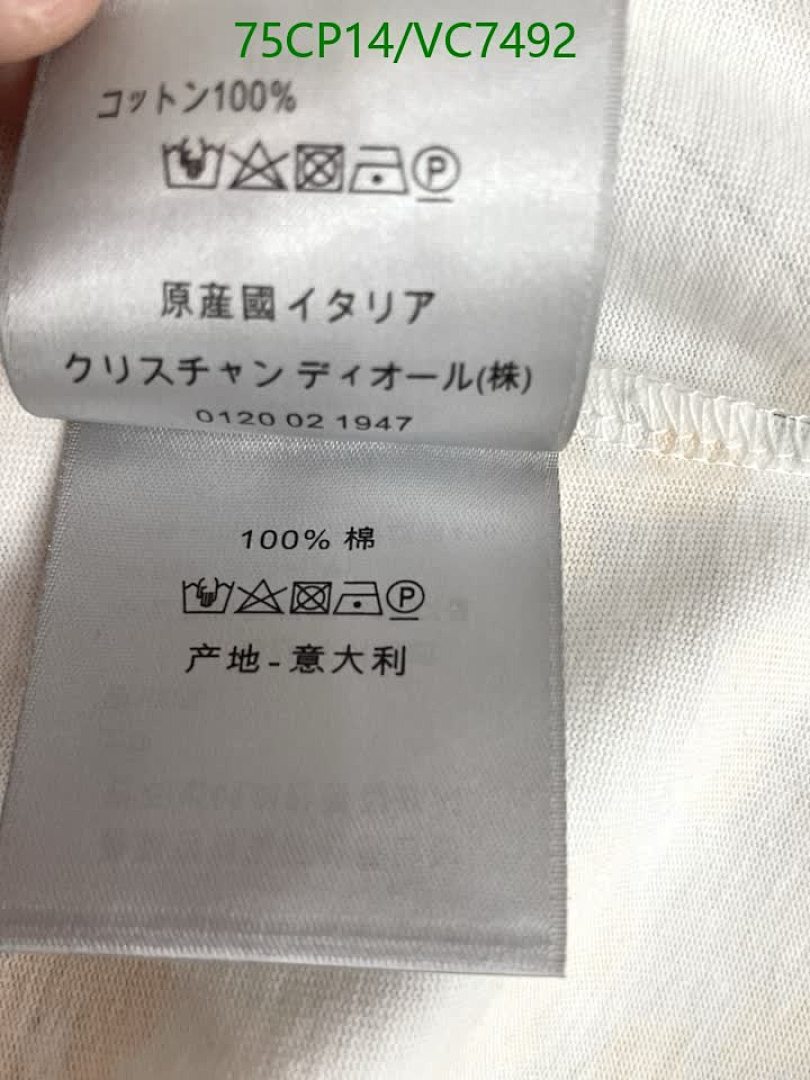 75CP14/VC7492
コットン100%
P
原産國イタリア
クリスチャン ディオール(株)
0120 02 1947
100% 棉
P
产地-意大利